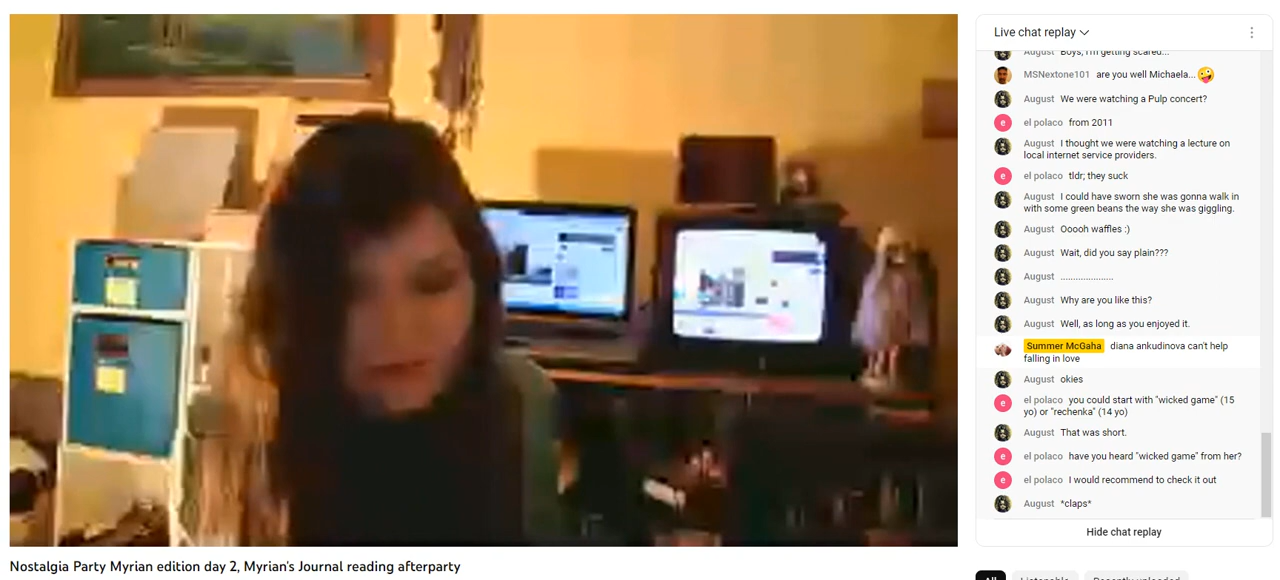 Live chat replay
August Boys, I'm getting scared...
MSNextone101 are you well Michaela...
August We were watching a Pulp concert?
e el polaco from 2011
August I thought we were watching a lecture on
local internet service providers.
e el polaco tldr; they suck
August I could have sworn she was gonna walk in
with some green beans the way she was giggling.
August Ooooh waffles :)
August Wait, did you say plain???
August .....................
August Why are you like this?
August Well, as long as you enjoyed it.
Summer McGaha diana ankudinova can't help
falling in love
August okies
e el polaco you could start with "wicked game" (15
yo) or "rechenka" (14 yo)
August That was short.
e el polaco have you heard "wicked game" from her?
e el polaco I would recommend to check it out
August *claps*
Hide chat replay
Nostalgia Party Myrian edition day 2, Myrian's Journal reading afterparty
All Listenable Recently uploaded